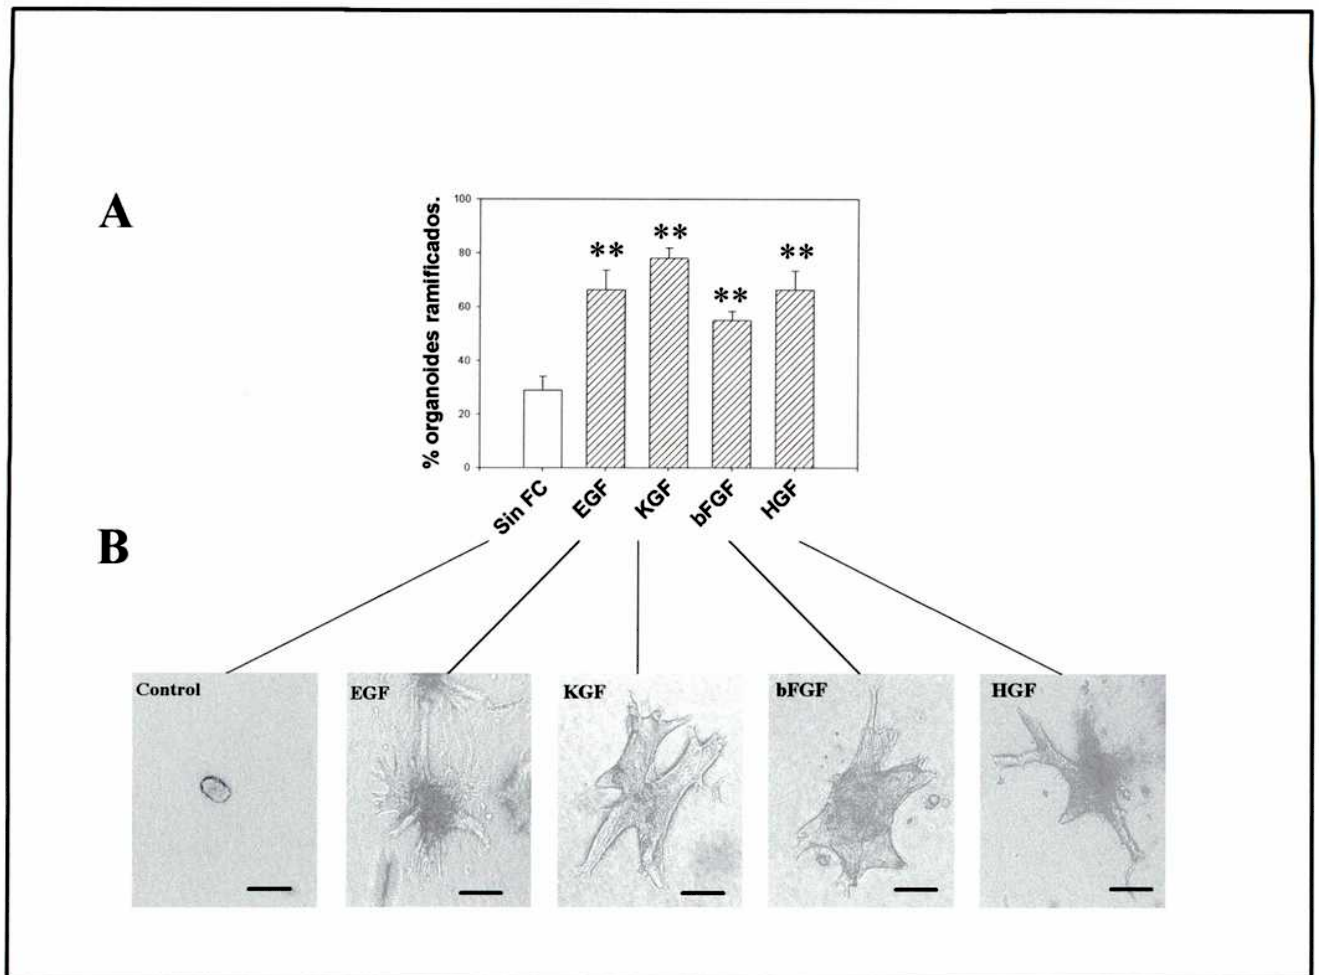 A
% organoides ramificados.
100
80
60
40
20
0
**
**
**
**
Sin FC
EGF
KGF
bFGF
HGF
B
Control
EGF
KGF
bFGF
HGF